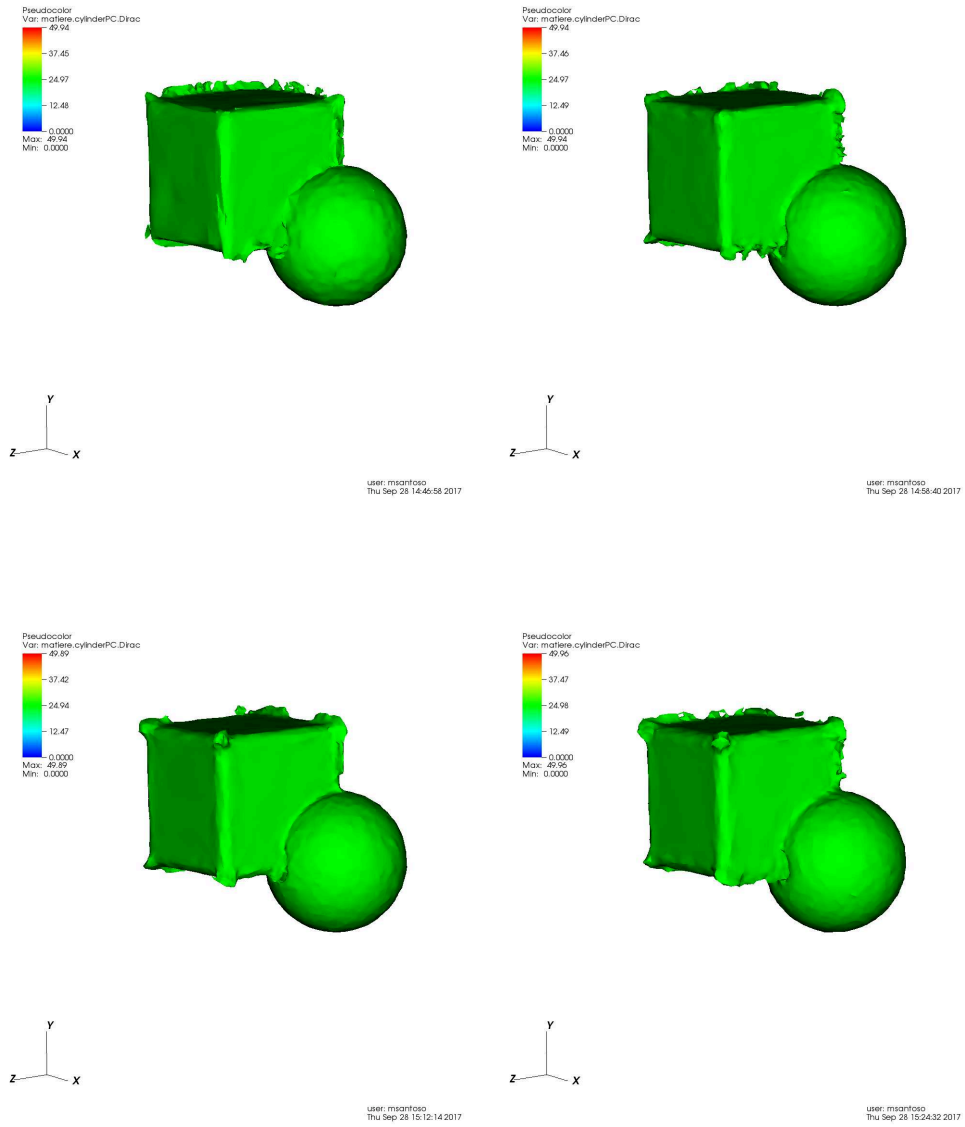 Pseudocolor
Var: matiere.cylinderPC.Dirac
49.94
37.45
24.97
12.48
0.0000
Max: 49.94
Min: 0.0000
Y
Z
X
user: msantoso
Thu Sep 28 14:46:58 2017
Pseudocolor
Var: matiere.cylinderPC.Dirac
49.94
37.46
24.97
12.49
0.0000
Max: 49.94
Min: 0.0000
Y
Z
X
user: msantoso
Thu Sep 28 14:58:40 2017
Pseudocolor
Var: matiere.cylinderPC.Dirac
49.89
37.42
24.94
12.47
0.0000
Max: 49.89
Min: 0.0000
Y
Z
X
user: msantoso
Thu Sep 28 15:12:14 2017
Pseudocolor
Var: matiere.cylinderPC.Dirac
49.96
37.47
24.98
12.49
0.0000
Max: 49.96
Min: 0.0000
Y
Z
X
user: msantoso
Thu Sep 28 15:24:32 2017